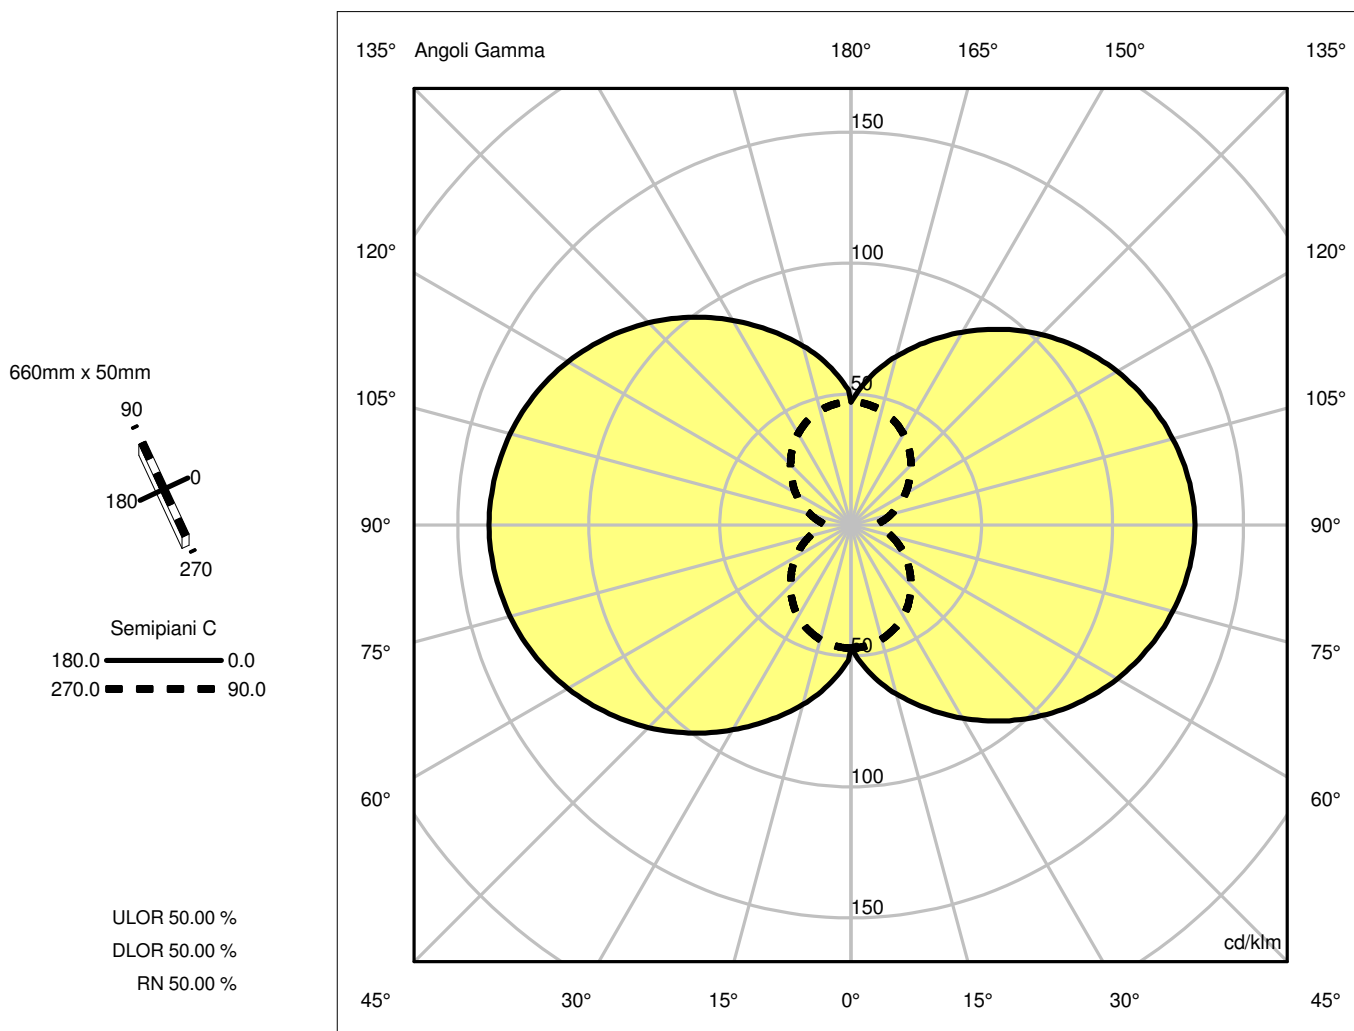 135° Angoli Gamma 180° 165° 150° 135°
150
120° 100 120°
660mm x 50mm
90
105° 50 105°
0
180
90° 90°
270
Semipiani C
180.0 0.0
270.0 90.0
75° 50 75°
60° 100 60°
150
ULOR 50.00 %
DLOR 50.00 %
RN 50.00 %
cd/klm
45° 30° 15° 0° 15° 30° 45°